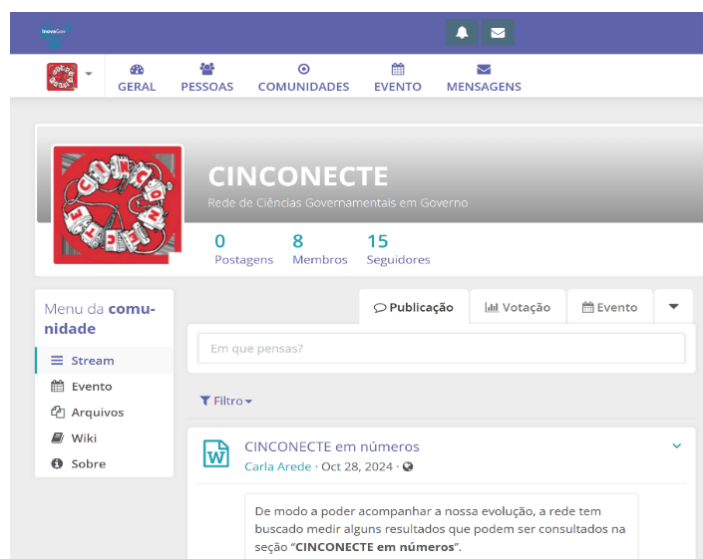 InovaGov
GERAL PESSOAS COMUNIDADES EVENTO MENSAGENS
CINCONECTE
CINCONECTE
Rede de Ciências Governamentais em Governo
0 8 15
Postagens Membros Seguidores
Menu da comu-
nidade
Stream
Evento
Arquivos
Wiki
Sobre
Publicação Votação Evento
Em que pensas?
Filtro
W
CINCONECTE em números
Carla Arede · Oct 28, 2024 ·
De modo a poder acompanhar a nossa evolução, a rede tem
buscado medir alguns resultados que podem ser consultados na
seção “CINCONECTE em números”.